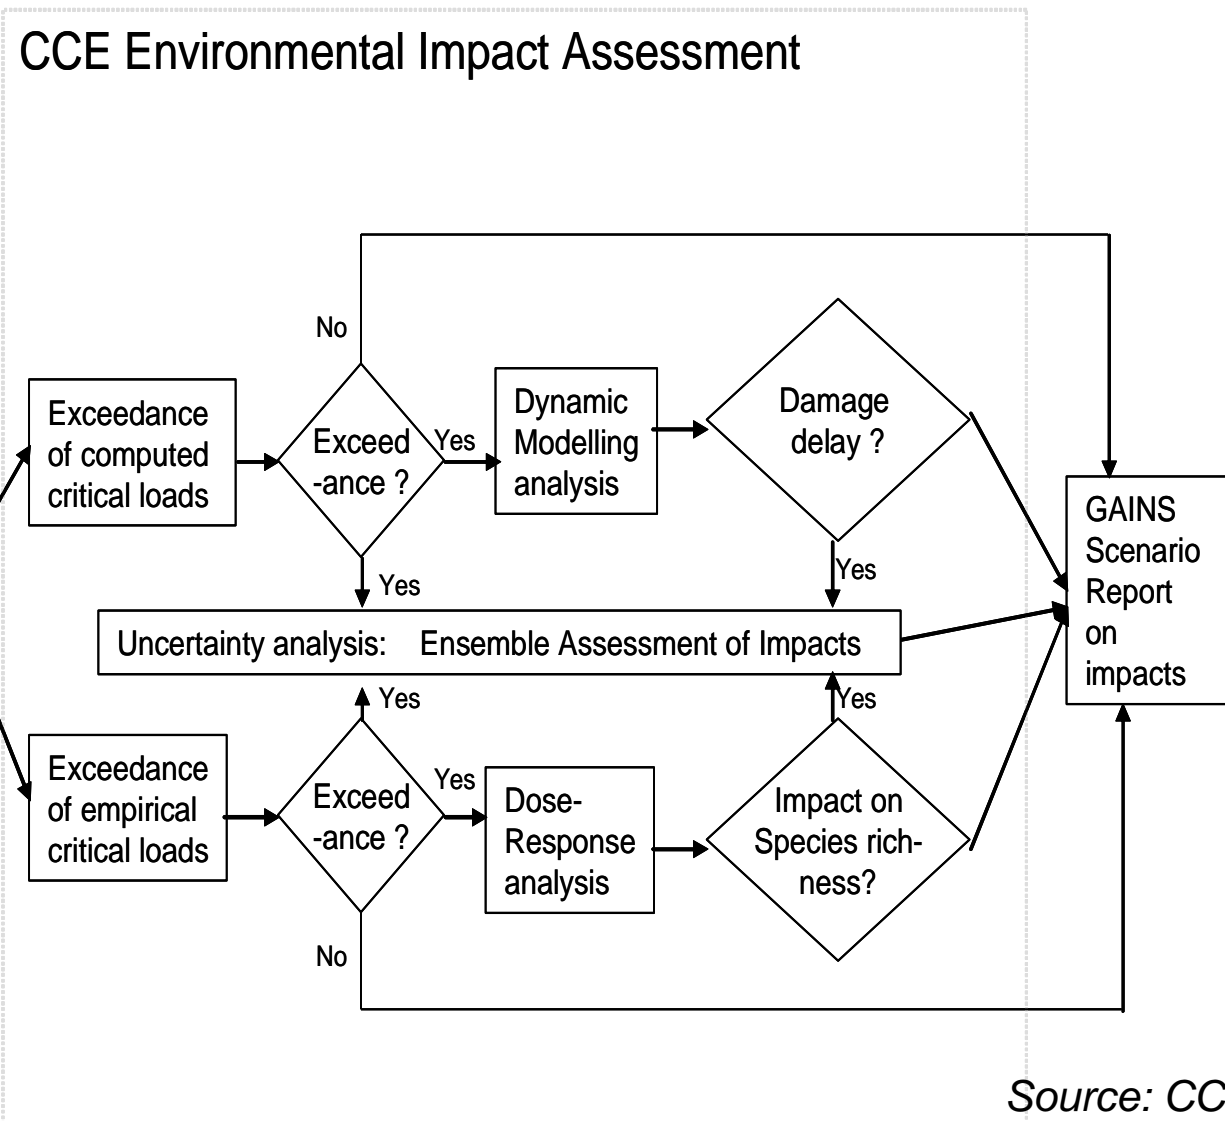 CCE Environmental Impact Assessment
No
Exceedance
of computed
critical loads
Exceed
-ance ?
Yes
Dynamic
Modelling
analysis
Damage
delay ?
Yes
Yes
GAINS
Scenario
Report
on
impacts
Uncertainty analysis: Ensemble Assessment of Impacts
Yes
Yes
Exceedance
of empirical
critical loads
Exceed
-ance ?
Yes
Dose-
Response
analysis
Impact on
Species rich-
ness?
No
Source: CC